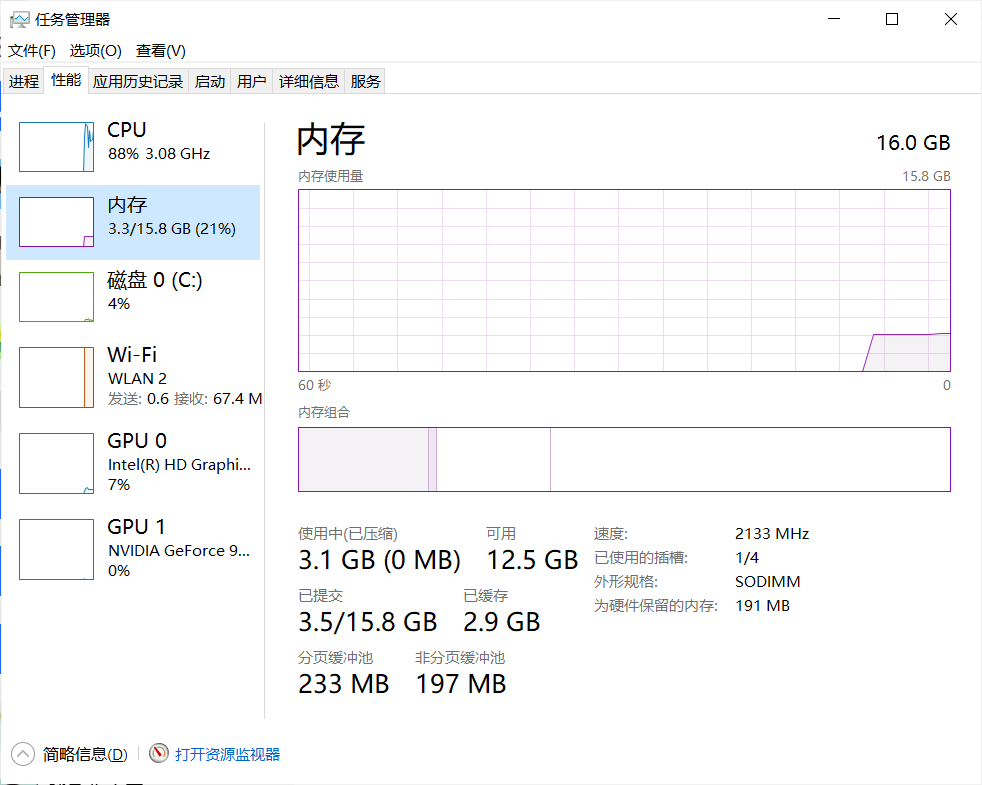 任务管理器
文件(F) 选项(O) 查看(V)
进程 性能 应用历史记录 启动 用户 详细信息 服务
CPU
88% 3.08 GHz
内存
3.3/15.8 GB (21%)
磁盘 0 (C:)
4%
Wi-Fi
WLAN 2
发送: 0.6 接收: 67.4 M
GPU 0
Intel(R) HD Graphi...
7%
GPU 1
NVIDIA GeForce 9...
0%
内存 16.0 GB
内存使用量 15.8 GB
60 秒 0
内存组合
使用中(已压缩) 可用
3.1 GB (0 MB) 12.5 GB
已提交 已缓存
3.5/15.8 GB 2.9 GB
分页缓冲池 非分页缓冲池
233 MB 197 MB
速度: 2133 MHz
已使用的插槽: 1/4
外形规格: SODIMM
为硬件保留的内存: 191 MB
简略信息(D) 打开资源监视器